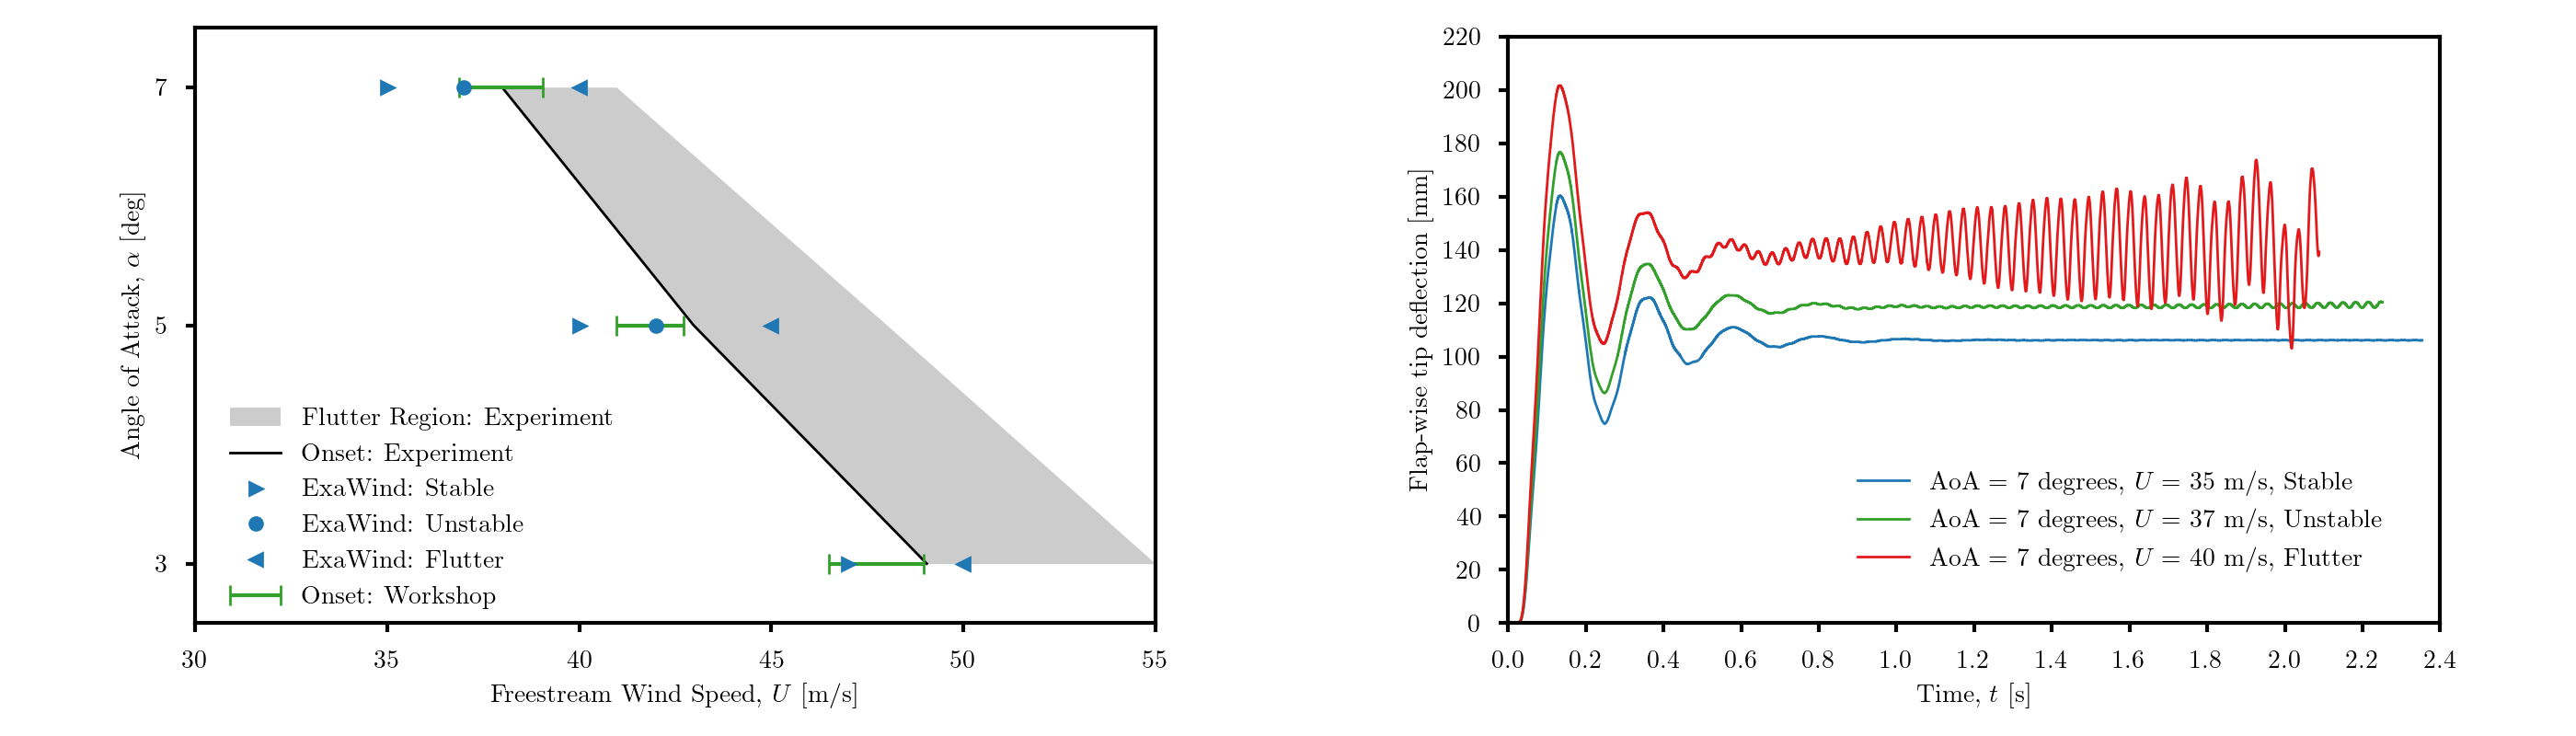 7
5
3
Angle of Attack, α [deg]
Flutter Region: Experiment
Onset: Experiment
ExaWind: Stable
ExaWind: Unstable
ExaWind: Flutter
Onset: Workshop
30 35 40 45 50 55
Freestream Wind Speed, U [m/s]
220
200
180
160
140
120
100
80
60
40
20
0
Flap-wise tip deflection [mm]
AoA = 7 degrees, U = 35 m/s, Stable
AoA = 7 degrees, U = 37 m/s, Unstable
AoA = 7 degrees, U = 40 m/s, Flutter
0.0 0.2 0.4 0.6 0.8 1.0 1.2 1.4 1.6 1.8 2.0 2.2 2.4
Time, t [s]